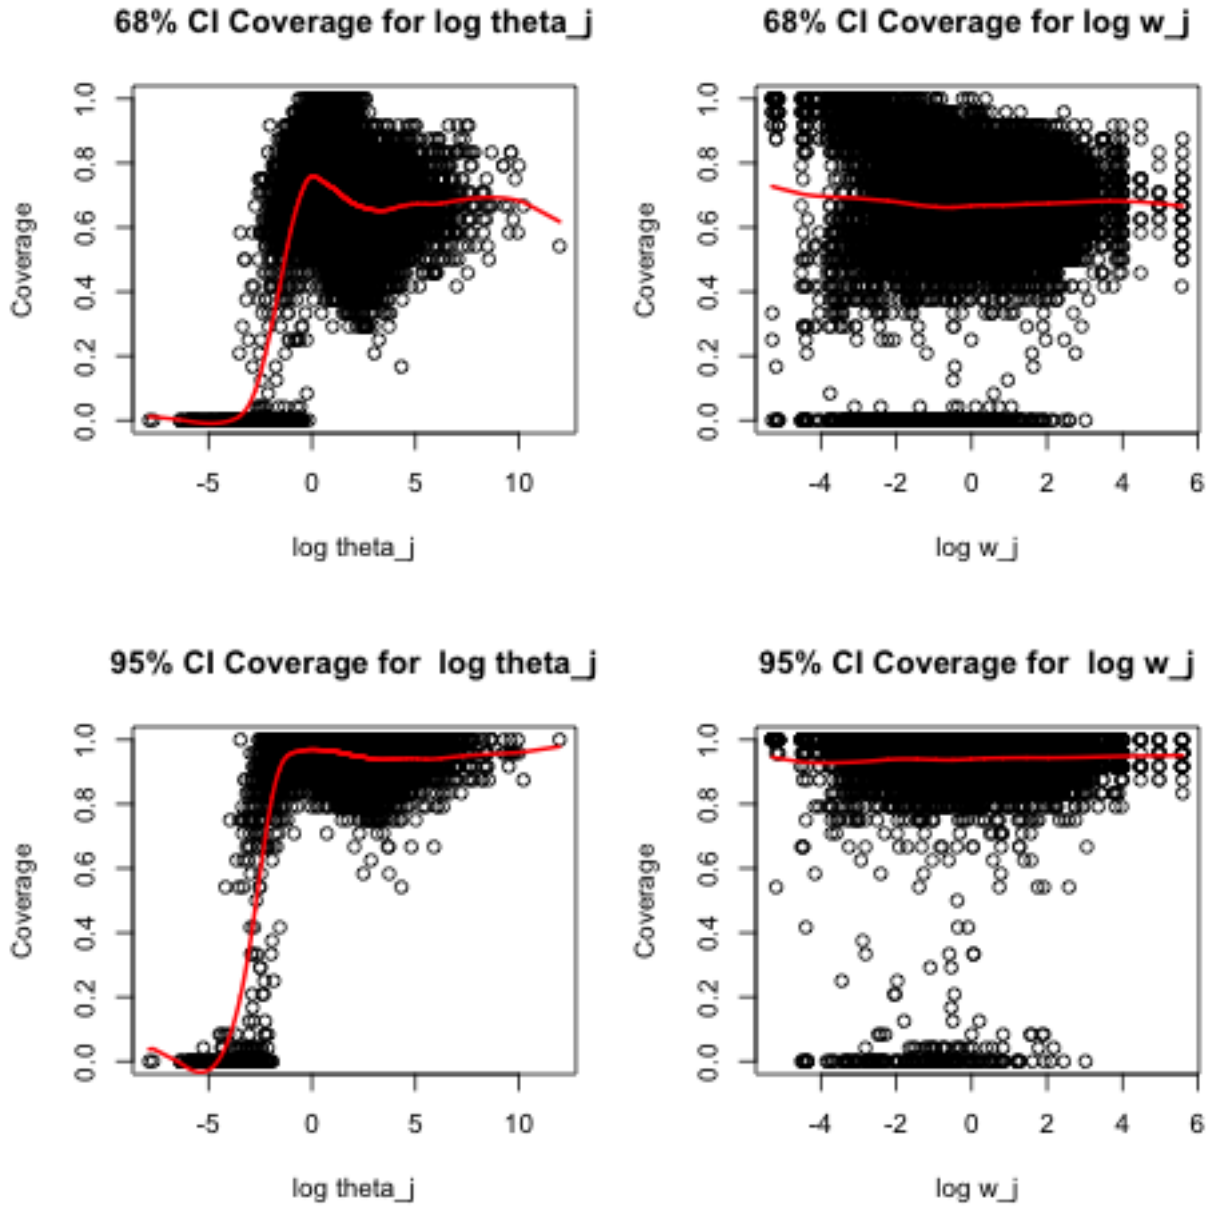 68% CI Coverage for log theta_j
Coverage
0.0 0.2 0.4 0.6 0.8 1.0
-5 0 5 10
log theta_j
68% CI Coverage for log w_j
Coverage
0.0 0.2 0.4 0.6 0.8 1.0
-4 -2 0 2 4 6
log w_j
95% CI Coverage for  log theta_j
Coverage
0.0 0.2 0.4 0.6 0.8 1.0
-5 0 5 10
log theta_j
95% CI Coverage for  log w_j
Coverage
0.0 0.2 0.4 0.6 0.8 1.0
-4 -2 0 2 4 6
log w_j